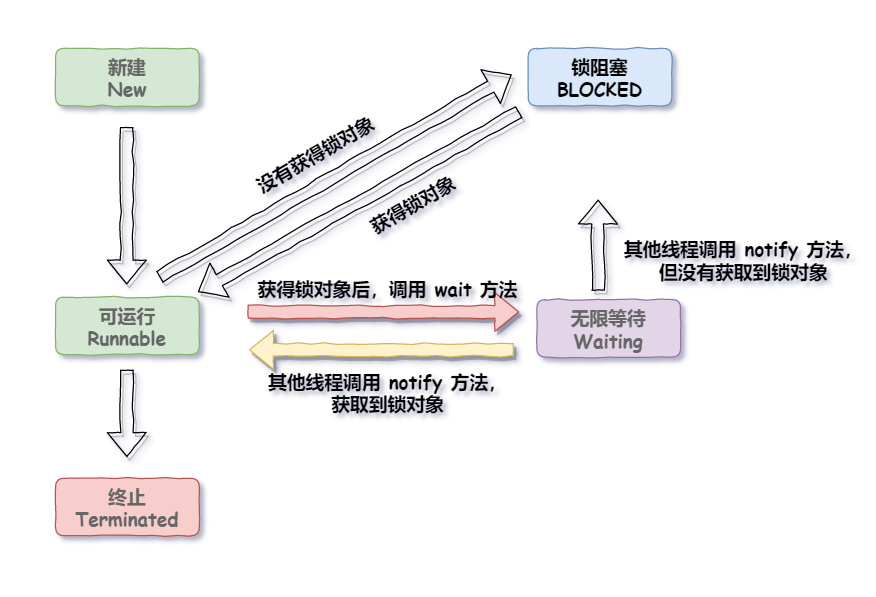 新建
New
锁阻塞
BLOCKED
没有获得锁对象
获得锁对象
其他线程调用 notify 方法，
但没有获取到锁对象
获得锁对象后，调用 wait 方法
可运行
Runnable
无限等待
Waiting
其他线程调用 notify 方法，
获取到锁对象
终止
Terminated